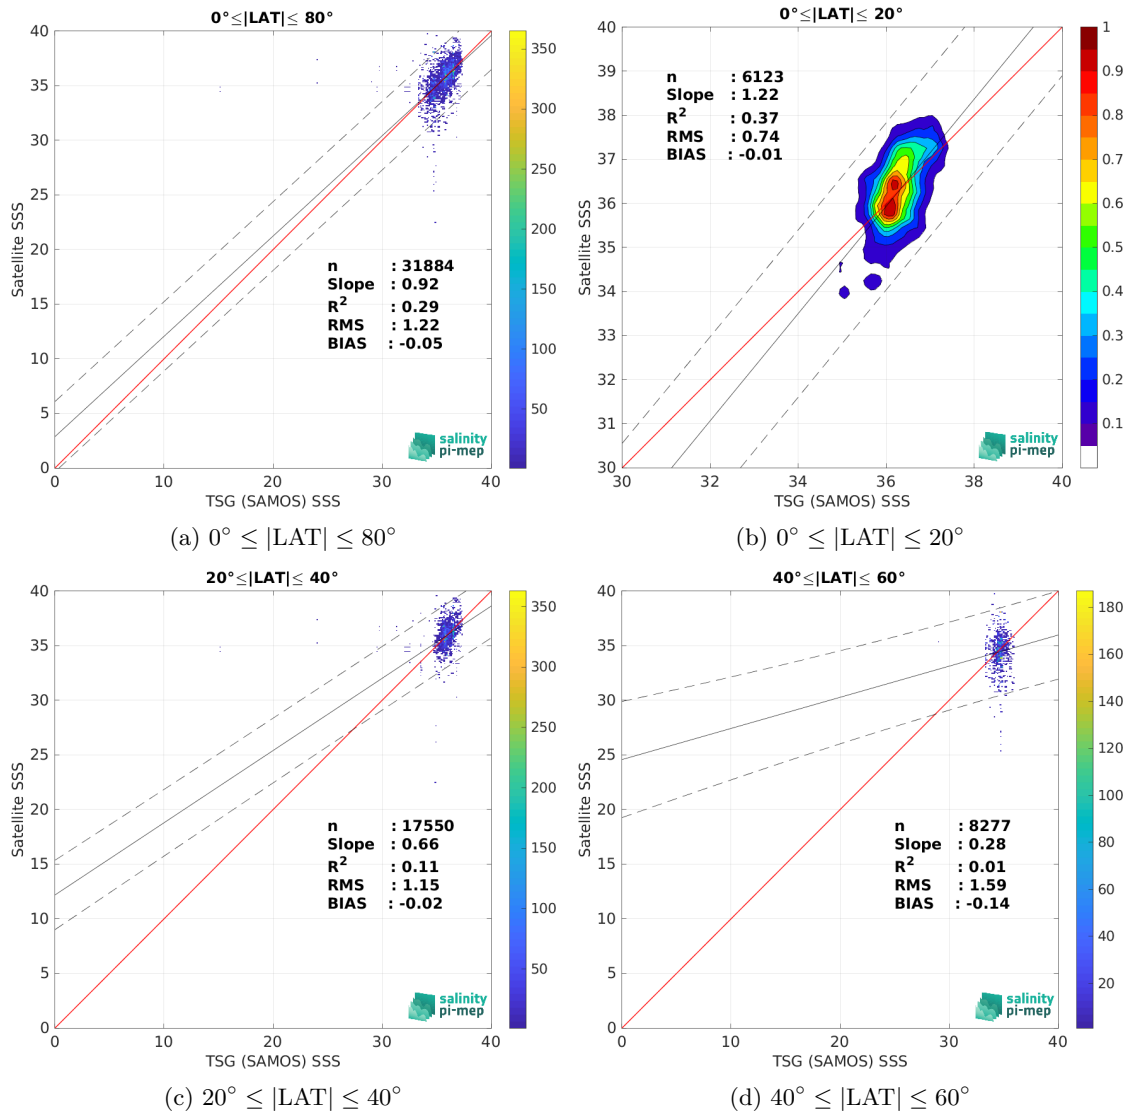 0°≤|LAT|≤ 80°
40
35
30
25
20
15
10
5
0
Satellite SSS
n : 31884
Slope : 0.92
R2 : 0.29
RMS : 1.22
BIAS : -0.05
salinity
pi-mep
0 10 20 30 40
TSG (SAMOS) SSS
350
300
250
200
150
100
50
(a) 0° ≤ |LAT| ≤ 80°
0°≤|LAT|≤ 20°
40
39
38
37
36
35
34
33
32
31
30
Satellite SSS
n : 6123
Slope : 1.22
R2 : 0.37
RMS : 0.74
BIAS : -0.01
salinity
pi-mep
30 32 34 36 38 40
TSG (SAMOS) SSS
1
0.9
0.8
0.7
0.6
0.5
0.4
0.3
0.2
0.1
(b) 0° ≤ |LAT| ≤ 20°
20°≤|LAT|≤ 40°
40
35
30
25
20
15
10
5
0
Satellite SSS
n : 17550
Slope : 0.66
R2 : 0.11
RMS : 1.15
BIAS : -0.02
salinity
pi-mep
0 10 20 30 40
TSG (SAMOS) SSS
350
300
250
200
150
100
50
(c) 20° ≤ |LAT| ≤ 40°
40°≤|LAT|≤ 60°
40
35
30
25
20
15
10
5
0
Satellite SSS
n : 8277
Slope : 0.28
R2 : 0.01
RMS : 1.59
BIAS : -0.14
salinity
pi-mep
0 10 20 30 40
TSG (SAMOS) SSS
180
160
140
120
100
80
60
40
20
(d) 40° ≤ |LAT| ≤ 60°